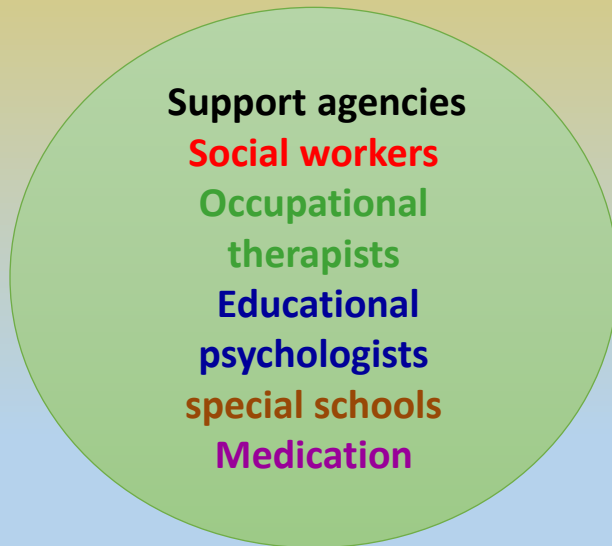 Support agencies
Social workers
Occupational
therapists
Educational
psychologists
special schools
Medication